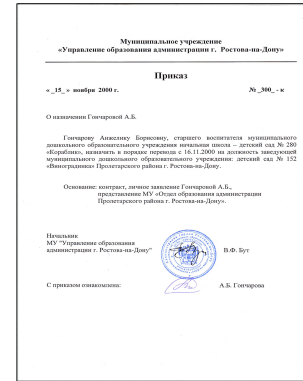 Муниципальное учреждение
«Управление образования администрации г. Ростова-на-Дону»
Приказ
« _15_ » ноября 2000 г. № _300_ - к
О назначении Гончаровой А.Б.
Гончарову Анжелику Борисовну, старшего воспитателя муниципального
дошкольного образовательного учреждения начальная школа – детский сад № 280
«Кораблик», назначить в порядке перевода с 16.11.2000 на должность заведующей
муниципального дошкольного образовательного учреждения: детский сад № 152
«Виноградинка» Пролетарского района г. Ростова-на-Дону.
Основание: контракт, личное заявление Гончаровой А.Б.,
представление МУ «Отдел образования администрации
Пролетарского района г. Ростова-на-Дону».
Начальник
МУ "Управление образования
администрации г. Ростова-на-Дону" В.Ф. Бут
С приказом ознакомлена: А.Б. Гончарова